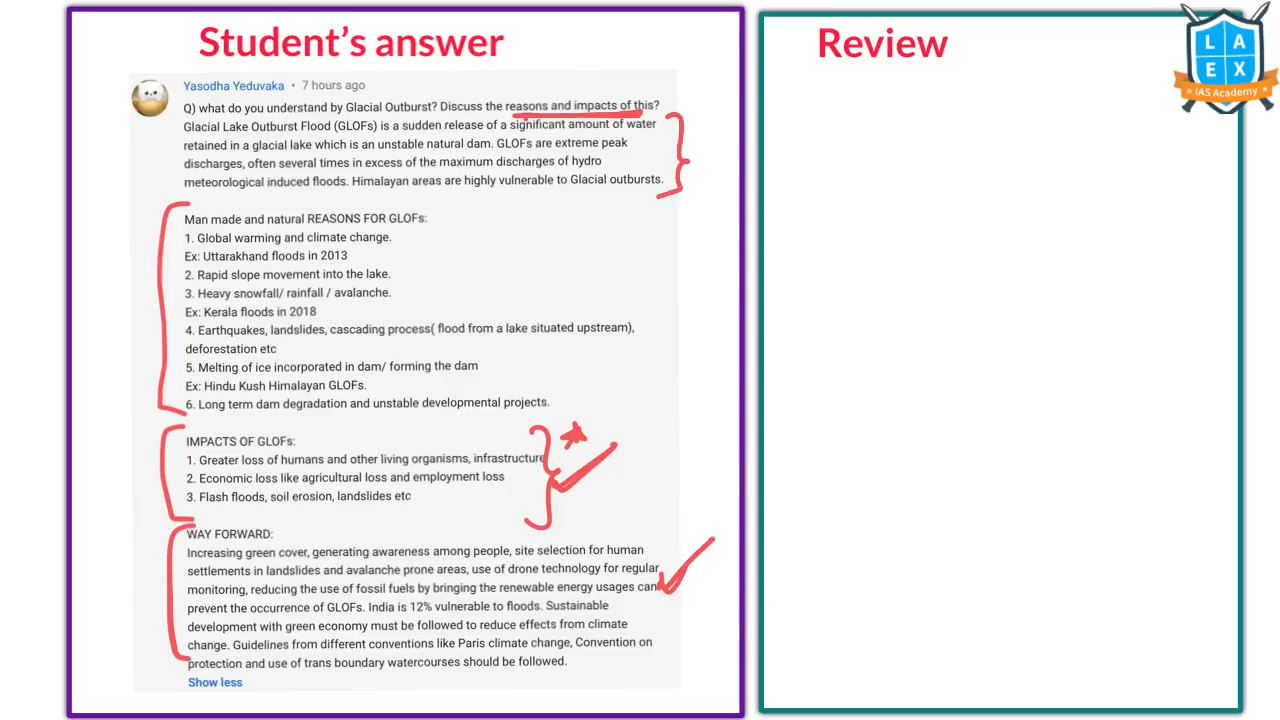 Student's answer
Yasodha Yeduvaka • 7 hours ago
Q) what do you understand by Glacial Outburst? Discuss the reasons and impacts of this?
Glacial Lake Outburst Flood (GLOFs) is a sudden release of a significant amount of water
retained in a glacial lake which is an unstable natural dam. GLOFs are extreme peak
discharges, often several times in excess of the maximum discharges of hydro
meteorological induced floods. Himalayan areas are highly vulnerable to Glacial outbursts.
Man made and natural REASONS FOR GLOFs:
1. Global warming and climate change.
Ex: Uttarakhand floods in 2013
2. Rapid slope movement into the lake.
3. Heavy snowfall/ rainfall / avalanche.
Ex: Kerala floods in 2018
4. Earthquakes, landslides, cascading process( flood from a lake situated upstream),
deforestation etc
5. Melting of ice incorporated in dam/ forming the dam
Ex: Hindu Kush Himalayan GLOFs.
6. Long term dam degradation and unstable developmental projects.
IMPACTS OF GLOFs:
1. Greater loss of humans and other living organisms, infrastructure
2. Economic loss like agricultural loss and employment loss
3. Flash floods, soil erosion, landslides etc
WAY FORWARD:
Increasing green cover, generating awareness among people, site selection for human
settlements in landslides and avalanche prone areas, use of drone technology for regular
monitoring, reducing the use of fossil fuels by bringing the renewable energy usages can
prevent the occurrence of GLOFs. India is 12% vulnerable to floods. Sustainable
development with green economy must be followed to reduce effects from climate
change. Guidelines from different conventions like Paris climate change, Convention on
protection and use of trans boundary watercourses should be followed.
Show less
Review
L A
E X
IAS Academy